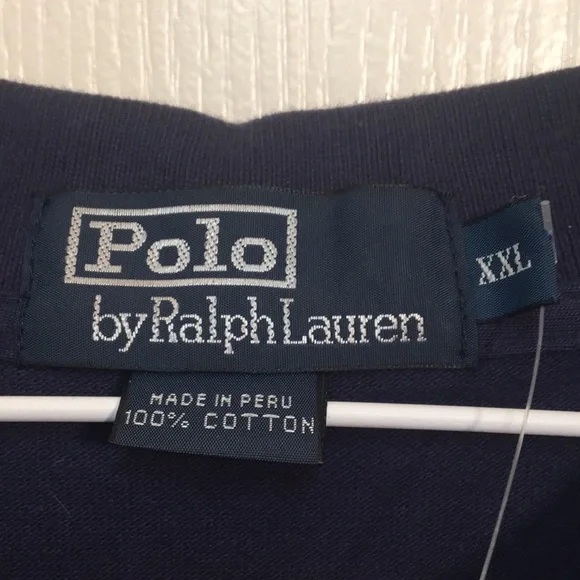 Polo
by Ralph Lauren
XXL
MADE IN PERU
100% COTTON